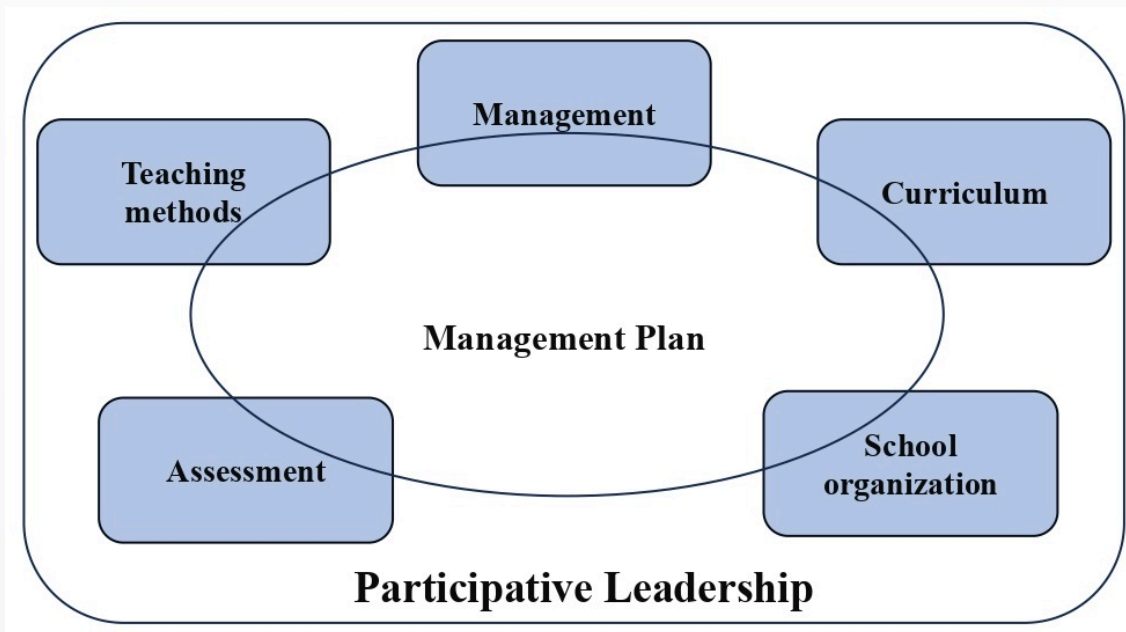 Management
Teaching
methods
Curriculum
Management Plan
Assessment
School
organization
Participative Leadership